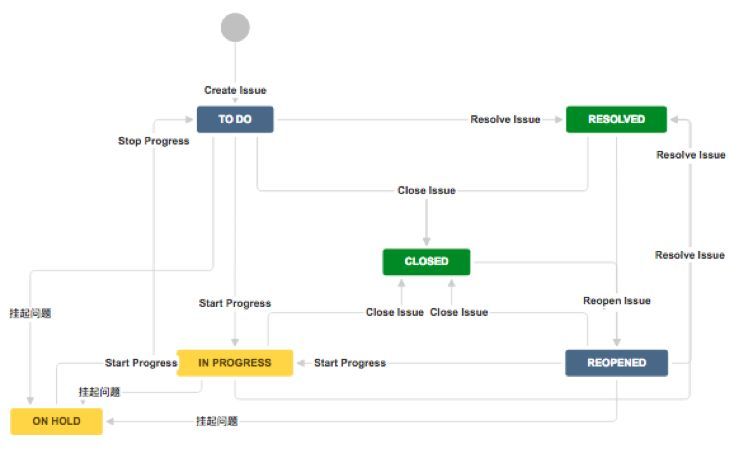 Create Issue
TO DO
Resolve Issue
RESOLVED
Stop Progress
Resolve Issue
Close Issue
CLOSED
Resolve Issue
Start Progress
Reopen Issue
挂起问题
Close Issue
Close Issue
Start Progress
IN PROGRESS
Start Progress
REOPENED
挂起问题
ON HOLD
挂起问题